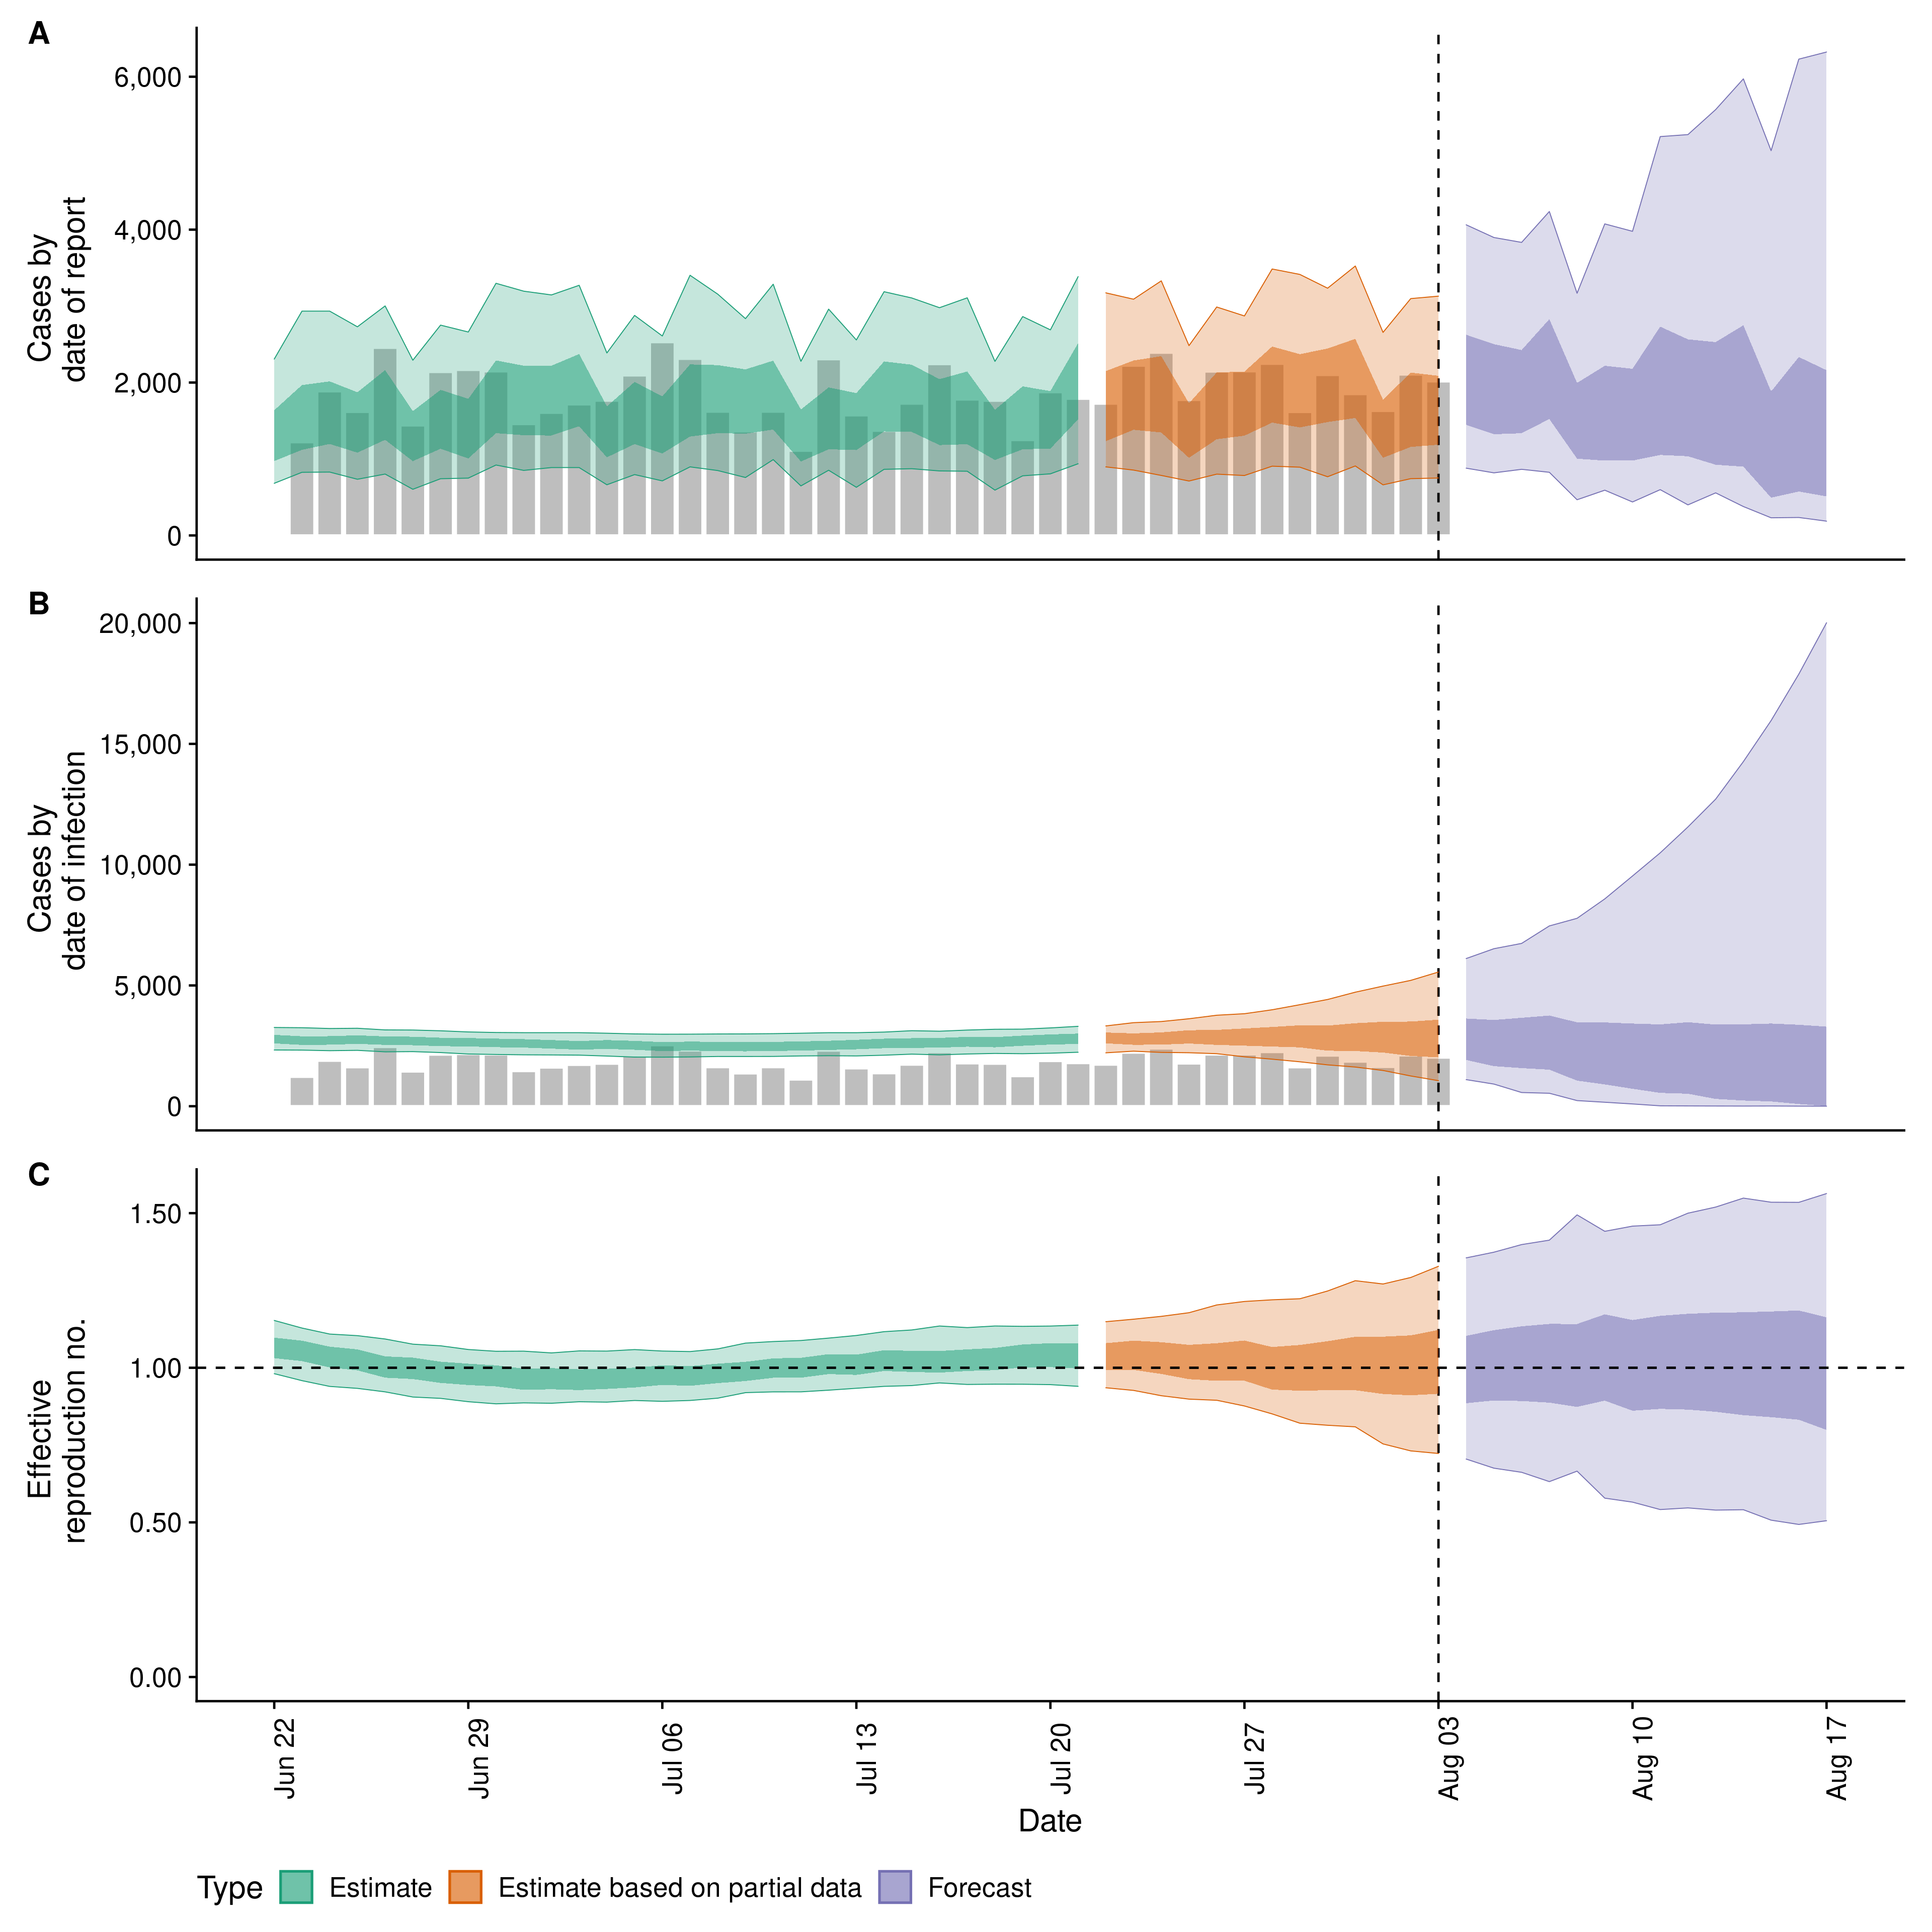 A
Cases by
date of report
6,000
4,000
2,000
0
B
Cases by
date of infection
20,000
15,000
10,000
5,000
0
C
Effective
reproduction no.
1.50
1.00
0.50
0.00
Jun 22
Jun 29
Jul 06
Jul 13
Jul 20
Jul 27
Aug 03
Aug 10
Aug 17
Date
Type Estimate Estimate based on partial data Forecast